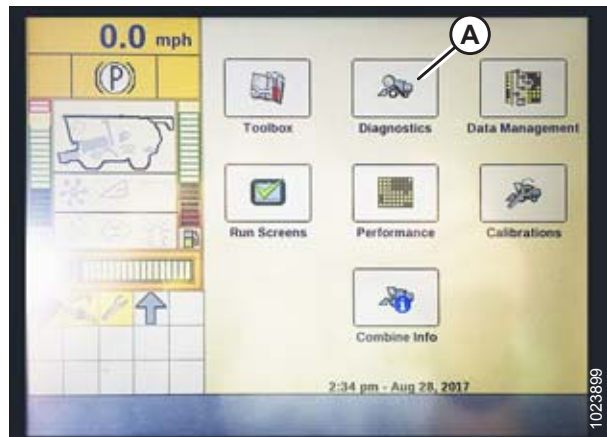 0.0 mph
A
(P)
Toolbox
Diagnostics
Data Management
Run Screens
Performance
Calibrations
Combine Info
2:34 pm - Aug 28, 2017
1023899